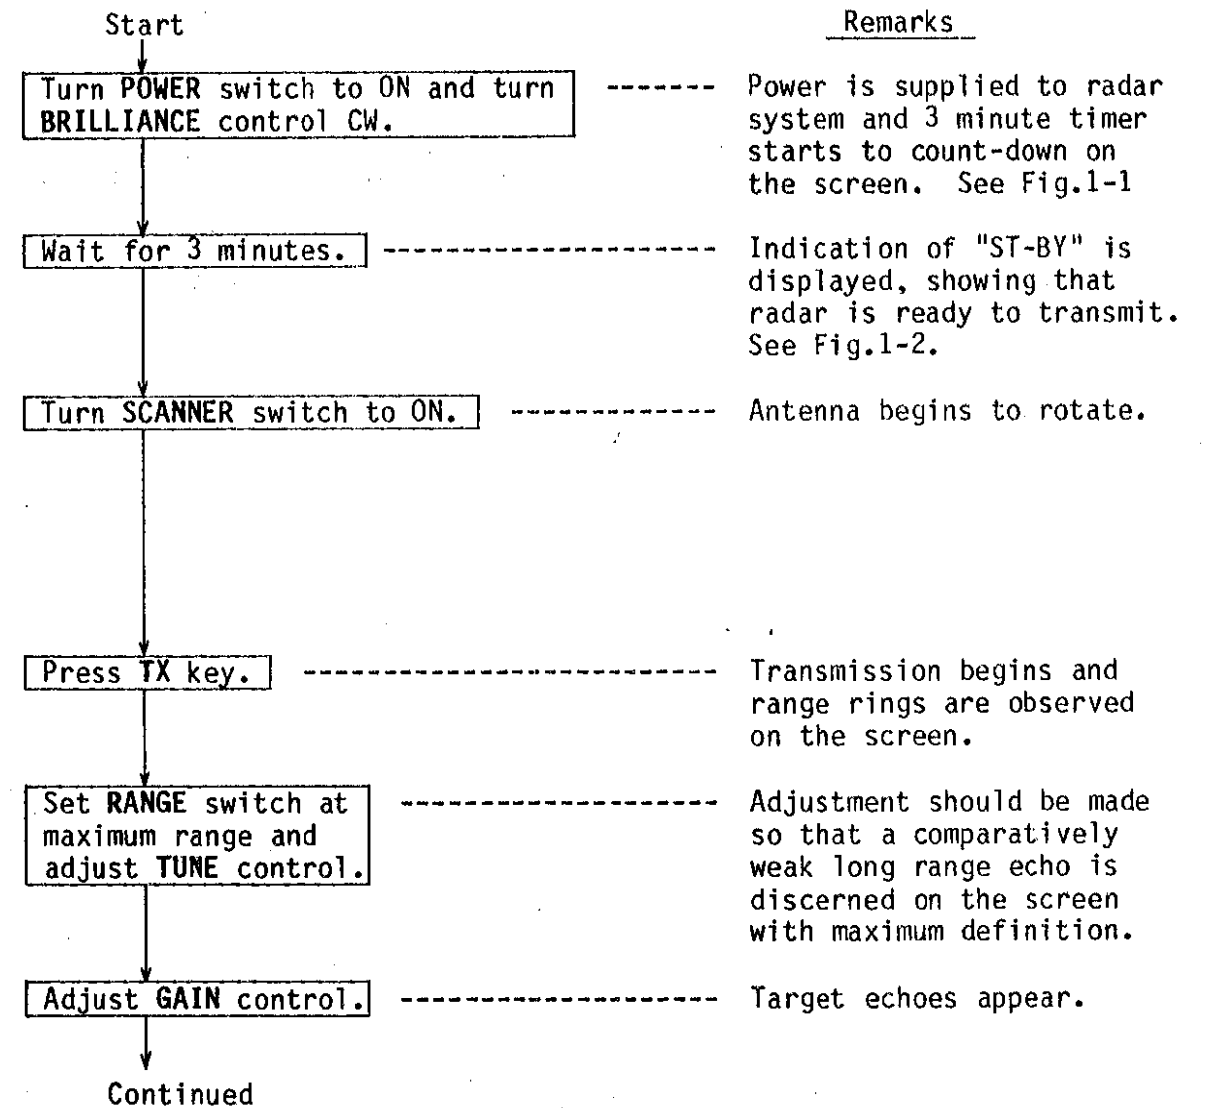 Start
Remarks
Turn POWER switch to ON and turn
BRILLIANCE control CW.
Power is supplied to radar
system and 3 minute timer
starts to count-down on
the screen. See Fig.1-1
Wait for 3 minutes.
Indication of "ST-BY" is
displayed, showing that
radar is ready to transmit.
See Fig.1-2.
Turn SCANNER switch to ON.
Antenna begins to rotate.
Press TX key.
Transmission begins and
range rings are observed
on the screen.
Set RANGE switch at
maximum range and
adjust TUNE control.
Adjustment should be made
so that a comparatively
weak long range echo is
discerned on the screen
with maximum definition.
Adjust GAIN control.
Target echoes appear.
Continued